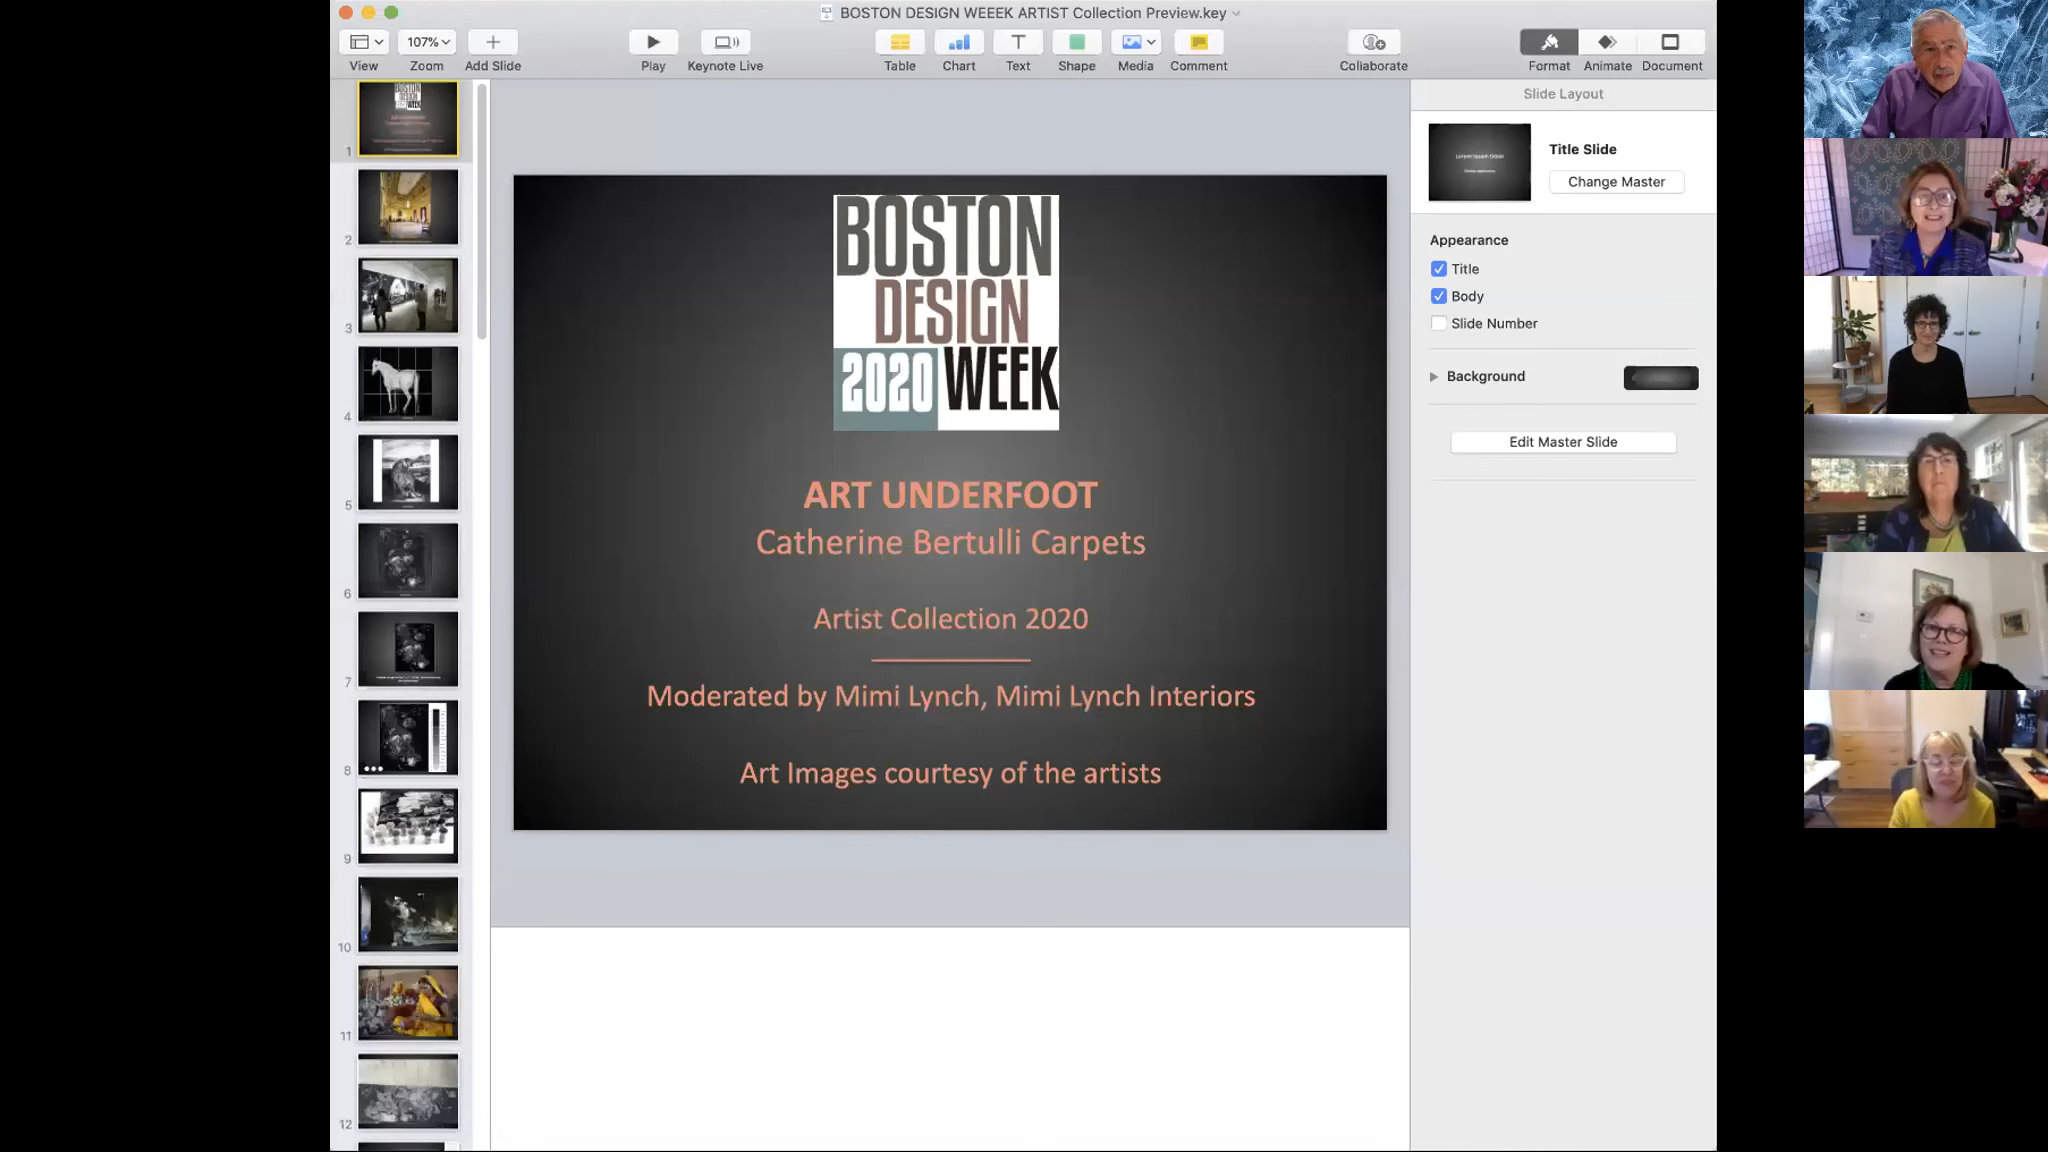 BOSTON DESIGN WEEEK ARTIST Collection Preview.key
107%
View
Zoom
Add Slide
Play
Keynote Live
Table
Chart
Text
Shape
Media
Comment
Collaborate
Format
Animate
Document
1
2
3
4
5
6
7
8
9
10
11
12
BOSTON
DESIGN
2020 WEEK
ART UNDERFOOT
Catherine Bertulli Carpets
Artist Collection 2020
Moderated by Mimi Lynch, Mimi Lynch Interiors
Art Images courtesy of the artists
Slide Layout
Title Slide
Change Master
Appearance
Title
Body
Slide Number
Background
Edit Master Slide